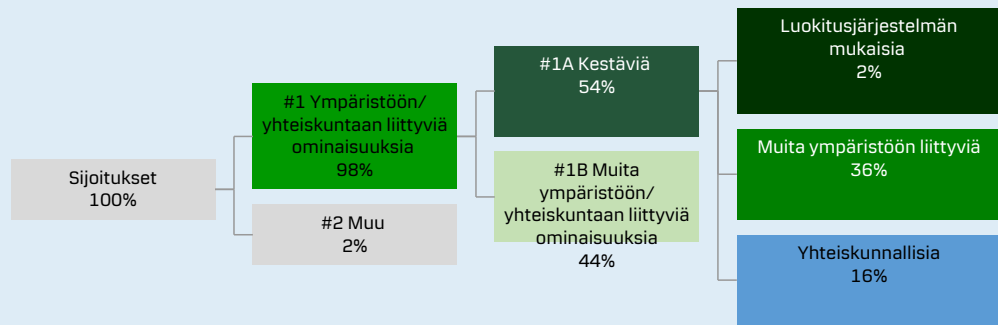 Sijoitukset
100%
#1 Ympäristöön/
yhteiskuntaan liittyviä
ominaisuuksia
98%
#2 Muu
2%
#1A Kestäviä
54%
#1B Muita
ympäristöön/
yhteiskuntaan liittyviä
ominaisuuksia
44%
Luokitusjärjestelmän
mukaisia
2%
Muita ympäristöön liittyviä
36%
Yhteiskunnallisia
16%